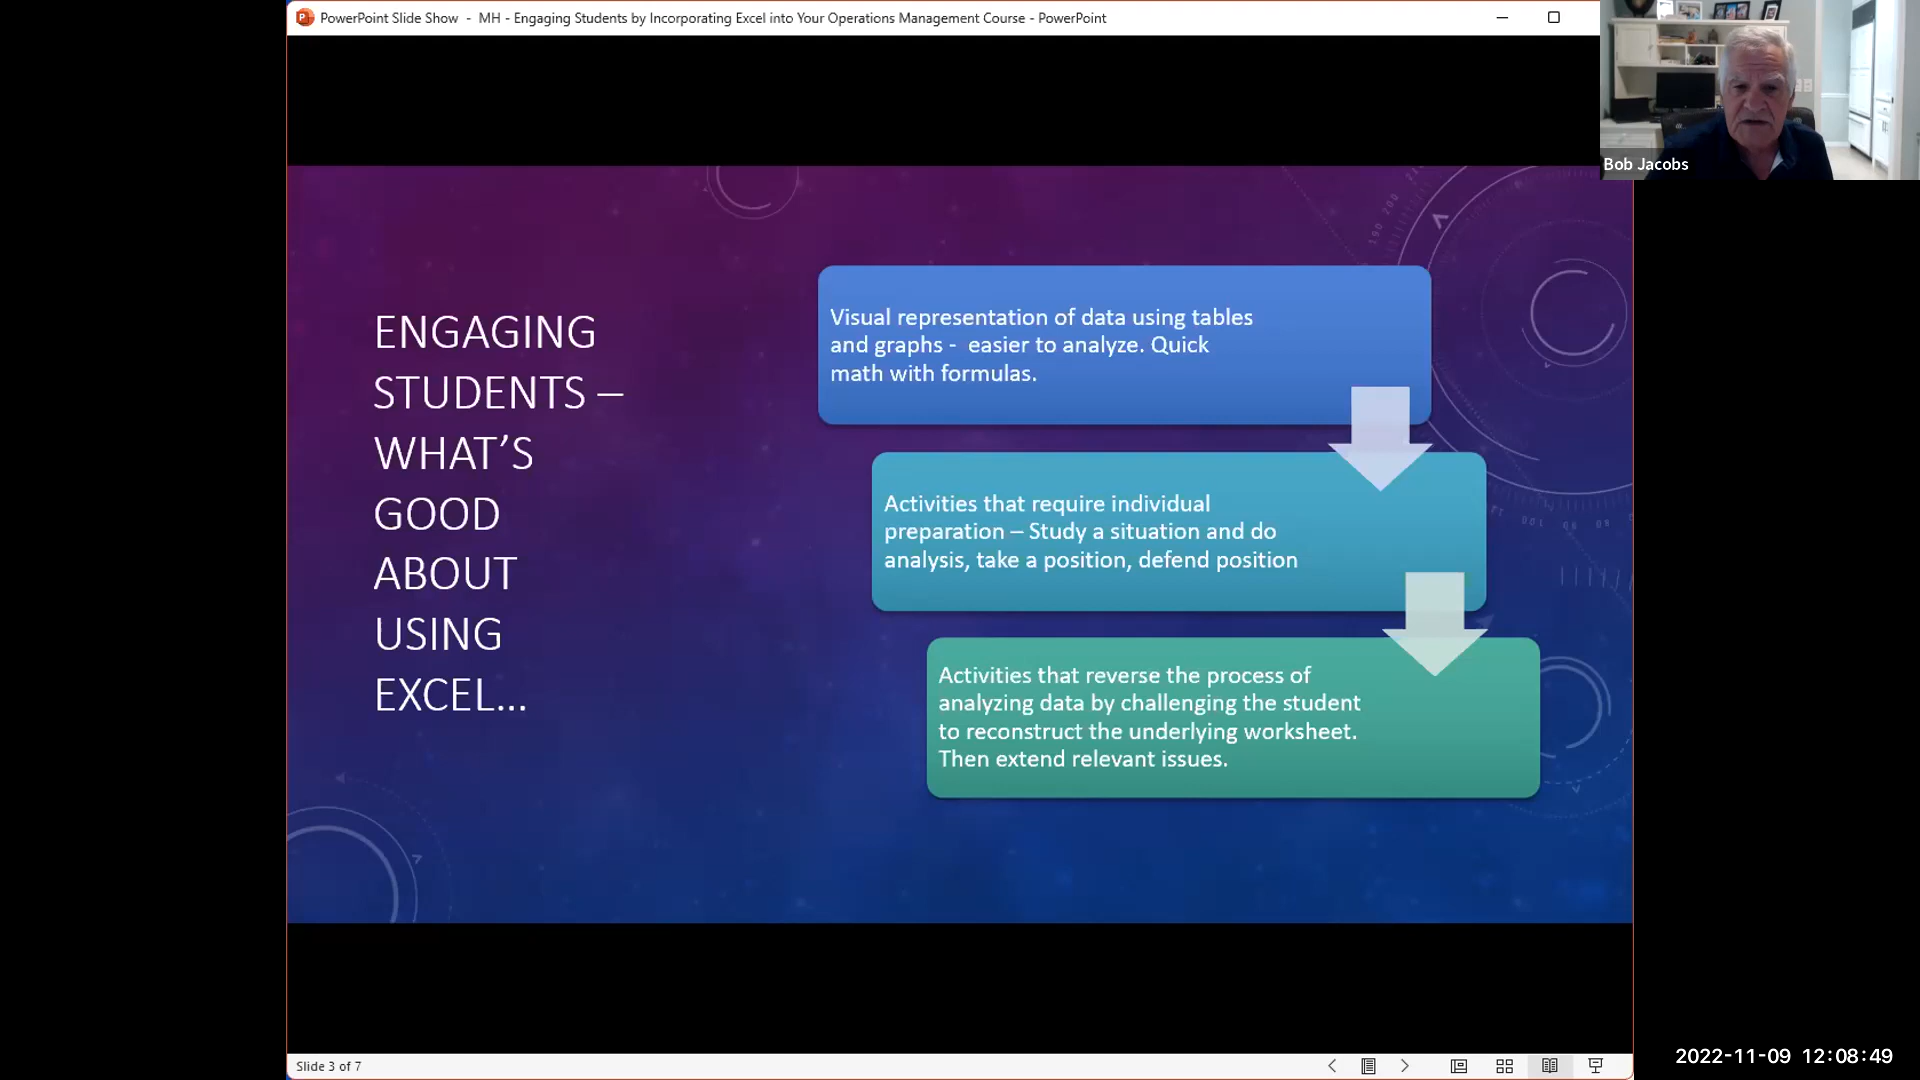 PowerPoint Slide Show - MH - Engaging Students by Incorporating Excel into Your Operations Management Course - PowerPoint
Bob Jacobs
ENGAGING
STUDENTS –
WHAT’S
GOOD
ABOUT
USING
EXCEL...
Visual representation of data using tables
and graphs - easier to analyze. Quick
math with formulas.
Activities that require individual
preparation – Study a situation and do
analysis, take a position, defend position
Activities that reverse the process of
analyzing data by challenging the student
to reconstruct the underlying worksheet.
Then extend relevant issues.
Slide 3 of 7
2022-11-09 12:08:49